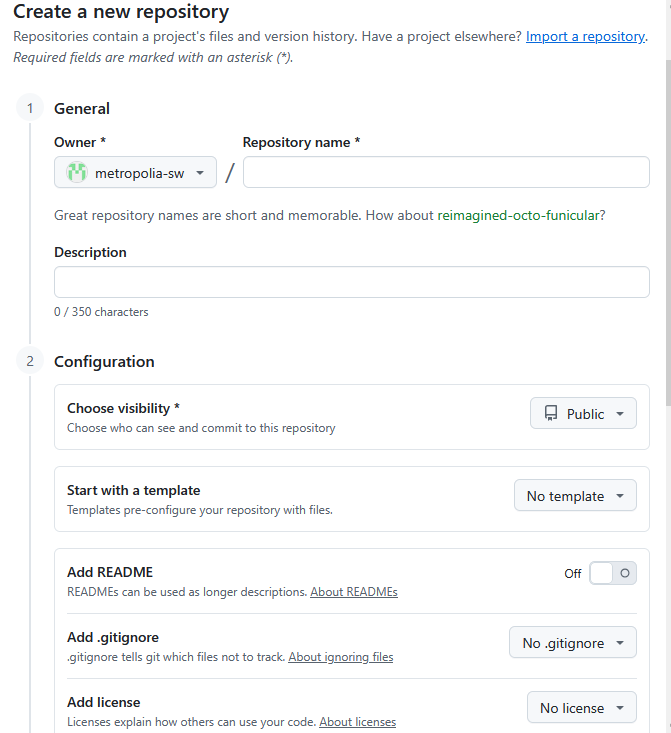 Create a new repository
Repositories contain a project's files and version history. Have a project elsewhere? Import a repository.
Required fields are marked with an asterisk (*).
1 General
Owner * Repository name *
metropolia-sw /
Great repository names are short and memorable. How about reimagined-octo-funicular?
Description
0 / 350 characters
2 Configuration
Choose visibility *
Public
Choose who can see and commit to this repository
Start with a template
No template
Templates pre-configure your repository with files.
Add README
Off
READMEs can be used as longer descriptions. About READMEs
Add .gitignore
No .gitignore
.gitignore tells git which files not to track. About ignoring files
Add license
No license
Licenses explain how others can use your code. About licenses